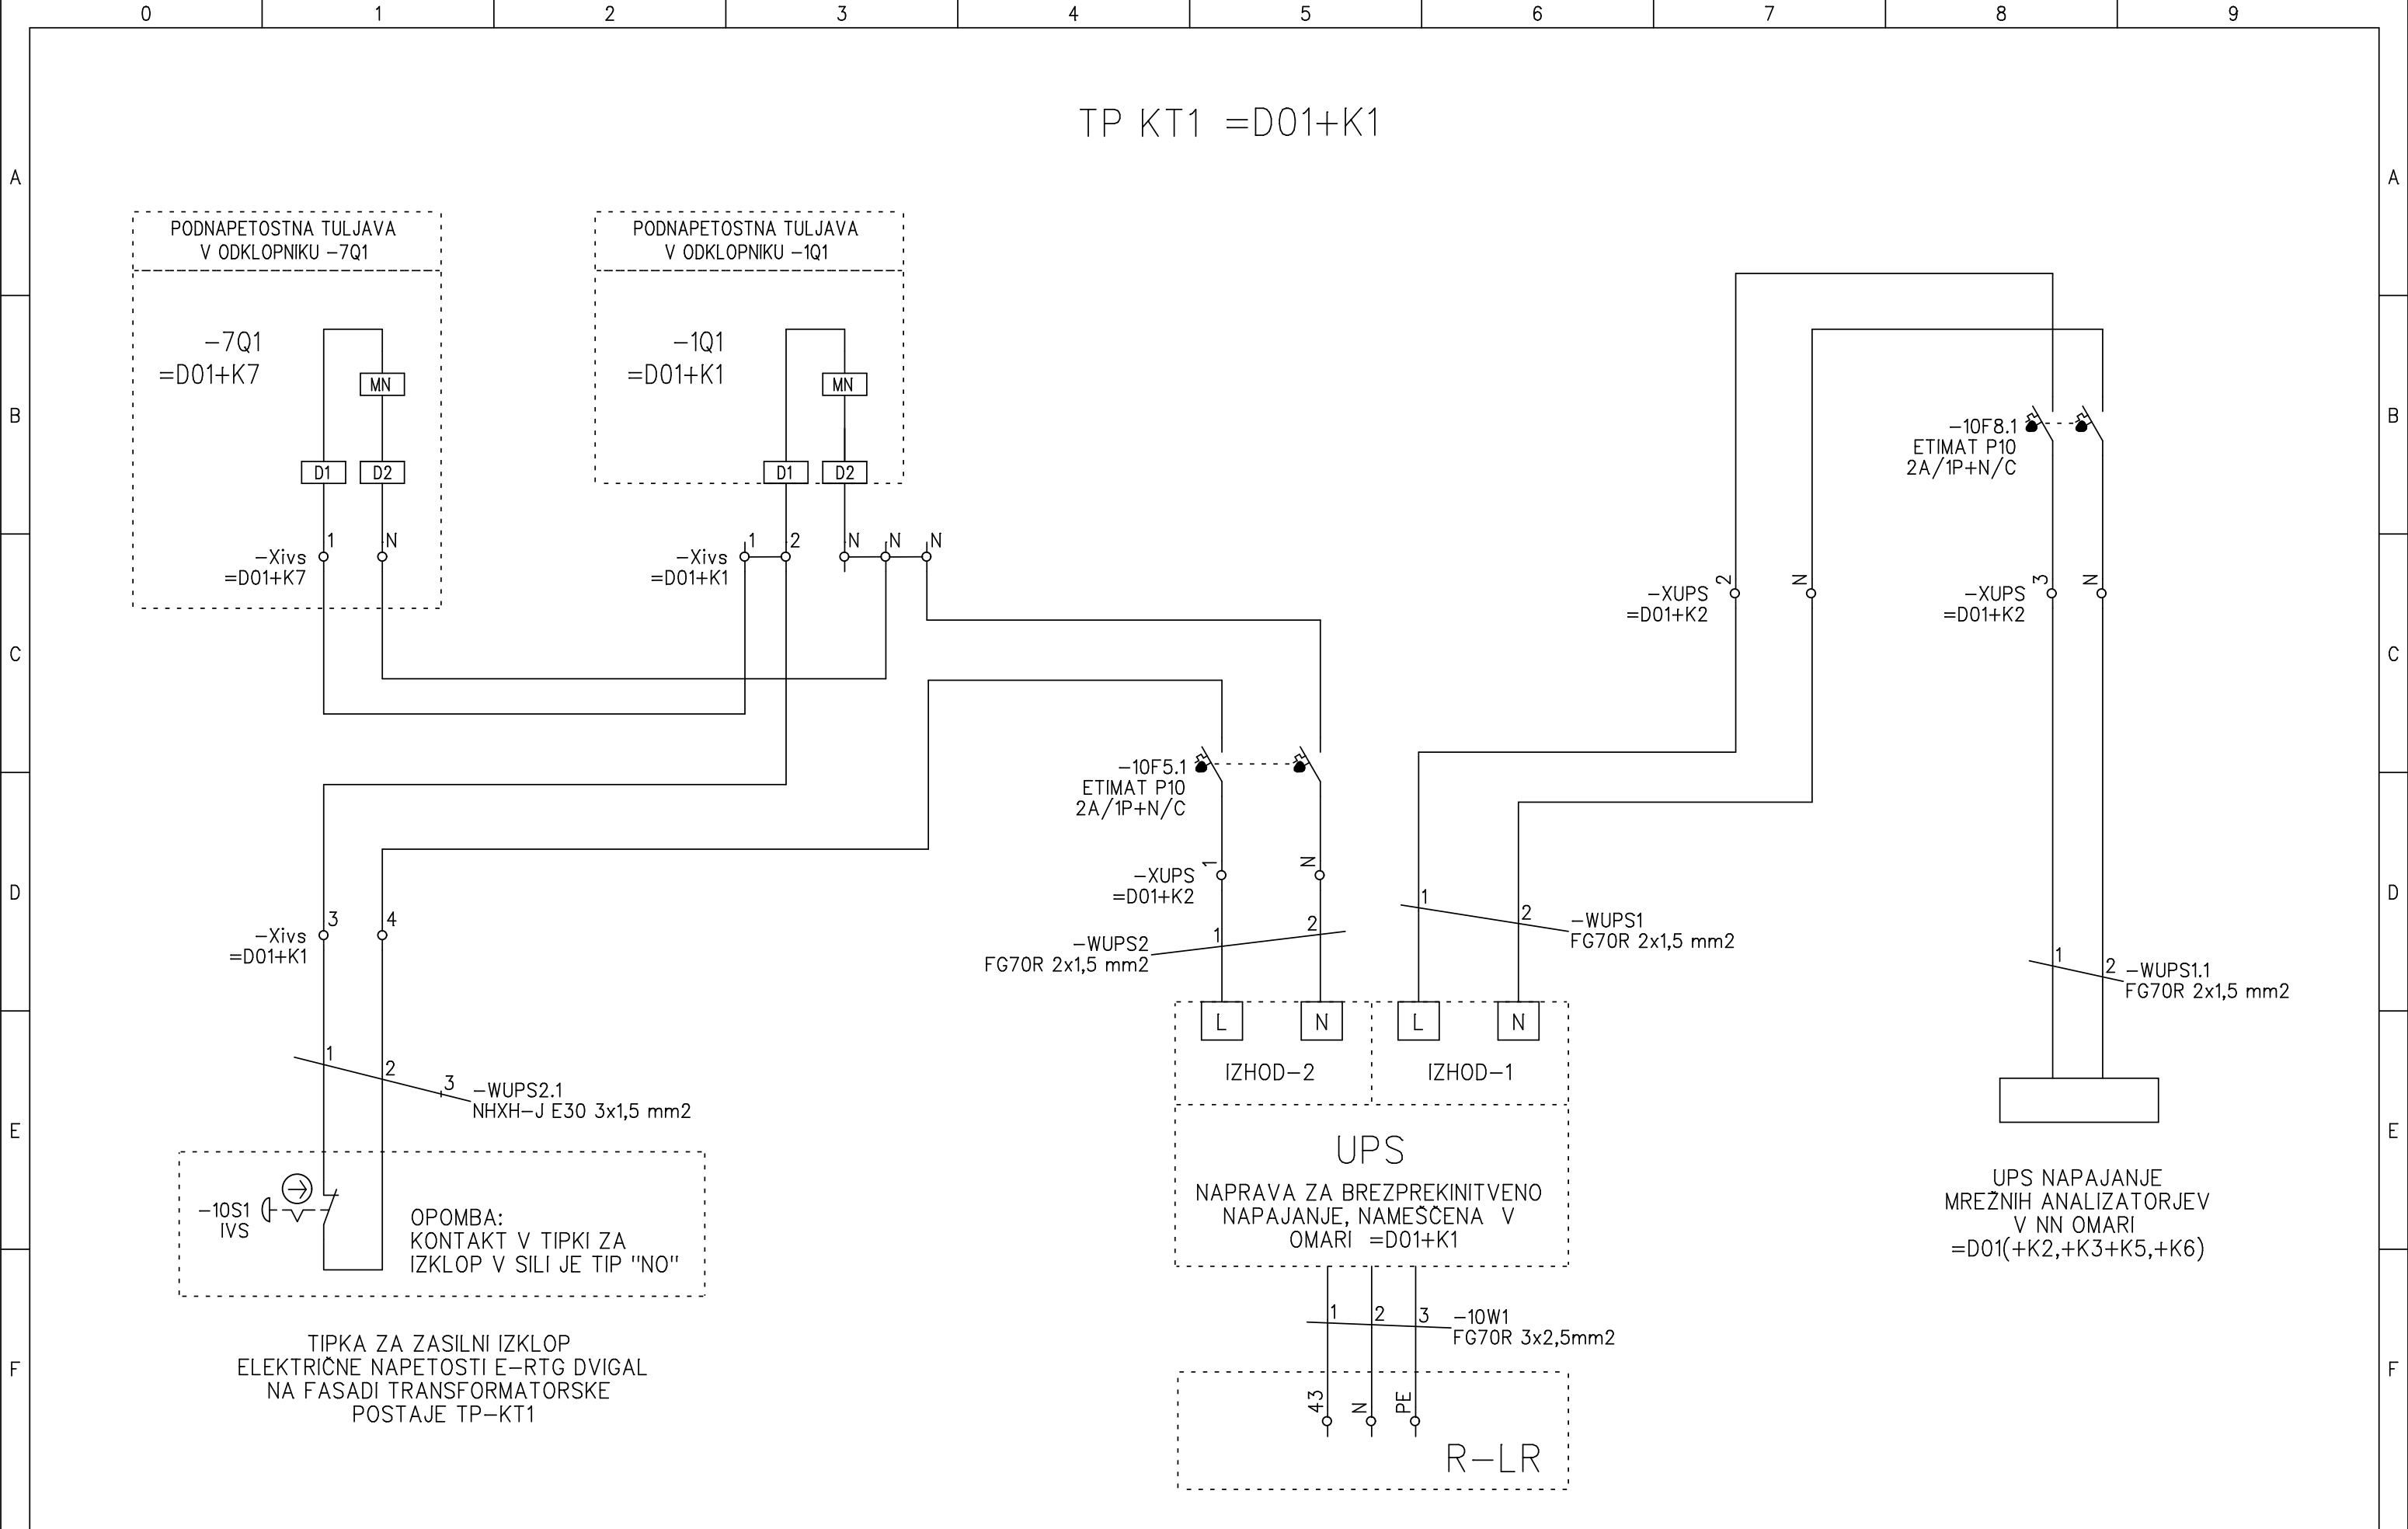 0 1 2 3 4 5 6 7 8 9
TP KT1 =D01+K1
A A
PODNAPETOSTNA TULJAVA
V ODKLOPNIKU -7Q1
PODNAPETOSTNA TULJAVA
V ODKLOPNIKU -1Q1
-7Q1
=D01+K7
MN
D1 D2
-1Q1
=D01+K1
MN
D1 D2
B B
-10F8.1
ETIMAT P10
2A/1P+N/C
1 N
-Xivs
=D01+K7
1 2 N N N
-Xivs
=D01+K1
2 N
-XUPS
=D01+K2
3 N
-XUPS
=D01+K2
C C
-10F5.1
ETIMAT P10
2A/1P+N/C
1 N
-XUPS
=D01+K2
D D
3 4
-Xivs
=D01+K1
1 2
-WUPS2
FG70R 2x1,5 mm2
1 2
-WUPS1
FG70R 2x1,5 mm2
1 2
-WUPS1.1
FG70R 2x1,5 mm2
L N L N
IZHOD-2 IZHOD-1
1 2 3
-WUPS2.1
NHXH-J E30 3x1,5 mm2
E E
UPS
NAPRAVA ZA BREZPREKINITVENO
NAPAJANJE, NAMEŠČENA V
OMARI =D01+K1
UPS NAPAJANJE
MREŽNIH ANALIZATORJEV
V NN OMARI
=D01(+K2,+K3+K5,+K6)
-10S1
IVS
OPOMBA:
KONTAKT V TIPKI ZA
IZKLOP V SILI JE TIP "NO"
1 2 3
-10W1
FG70R 3x2,5mm2
TIPKA ZA ZASILNI IZKLOP
ELEKTRIČNE NAPETOSTI E-RTG DVIGAL
NA FASADI TRANSFORMATORSKE
POSTAJE TP-KT1
F F
43 N PE
R-LR